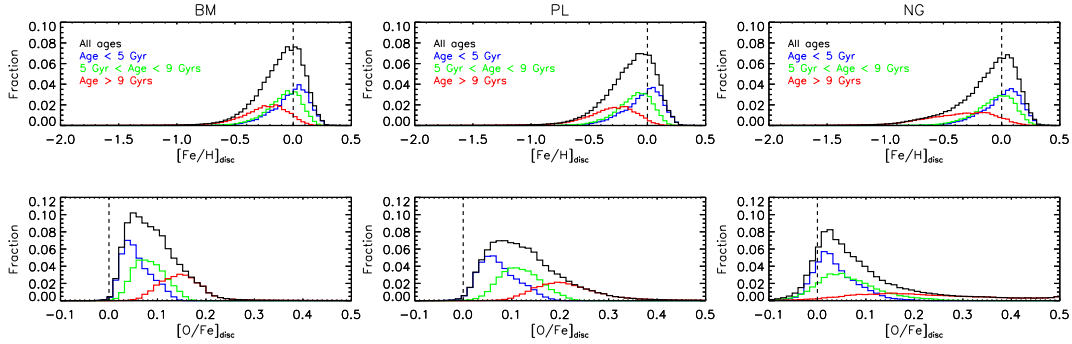 BM
PL
NG
Fraction
0.10
0.08
0.06
0.04
0.02
0.00
All ages
Age < 5 Gyr
5 Gyr < Age < 9 Gyrs
Age > 9 Gyrs
-2.0 -1.5 -1.0 -0.5 0.0 0.5
[Fe/H]disc
Fraction
0.10
0.08
0.06
0.04
0.02
0.00
All ages
Age < 5 Gyr
5 Gyr < Age < 9 Gyrs
Age > 9 Gyrs
-2.0 -1.5 -1.0 -0.5 0.0 0.5
[Fe/H]disc
Fraction
0.10
0.08
0.06
0.04
0.02
0.00
All ages
Age < 5 Gyr
5 Gyr < Age < 9 Gyrs
Age > 9 Gyrs
-2.0 -1.5 -1.0 -0.5 0.0 0.5
[Fe/H]disc
Fraction
0.12
0.10
0.08
0.06
0.04
0.02
0.00
-0.1 0.0 0.1 0.2 0.3 0.4 0.5
[O/Fe]disc
Fraction
0.12
0.10
0.08
0.06
0.04
0.02
0.00
-0.1 0.0 0.1 0.2 0.3 0.4 0.5
[O/Fe]disc
Fraction
0.12
0.10
0.08
0.06
0.04
0.02
0.00
-0.1 0.0 0.1 0.2 0.3 0.4 0.5
[O/Fe]disc